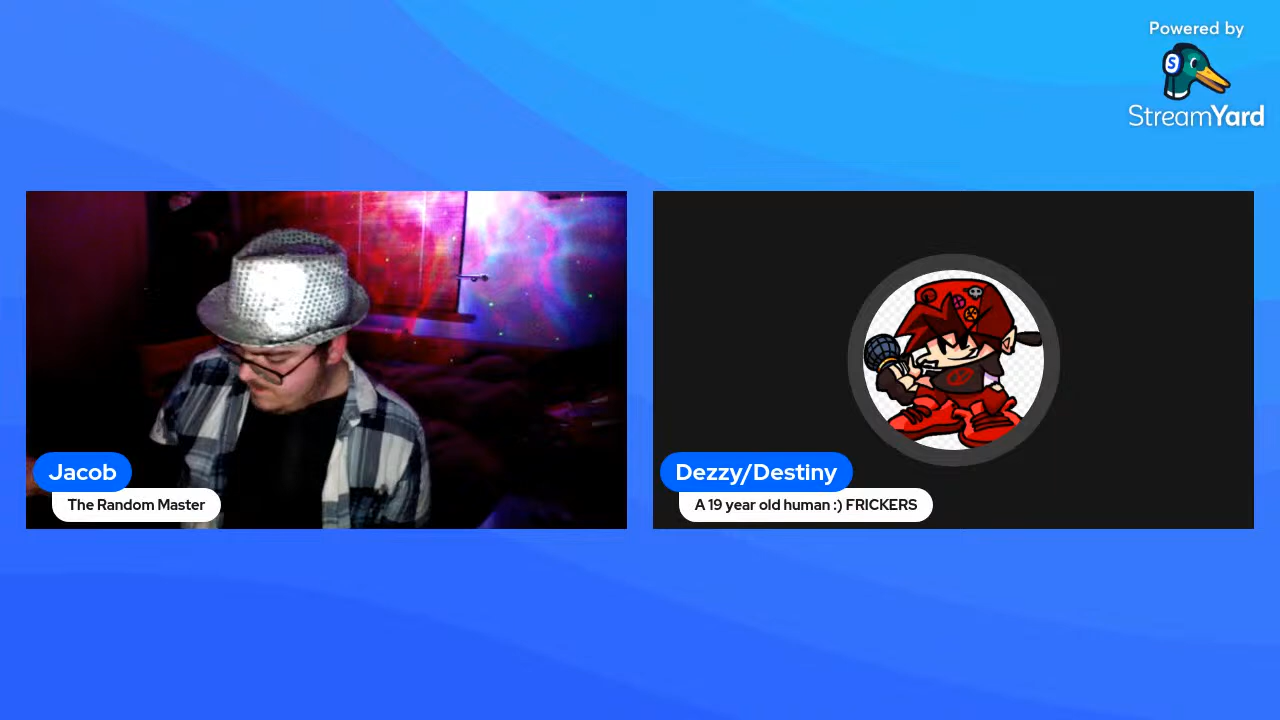 Powered by
StreamYard
Jacob
The Random Master
Dezzy/Destiny
A 19 year old human :) FRICKERS